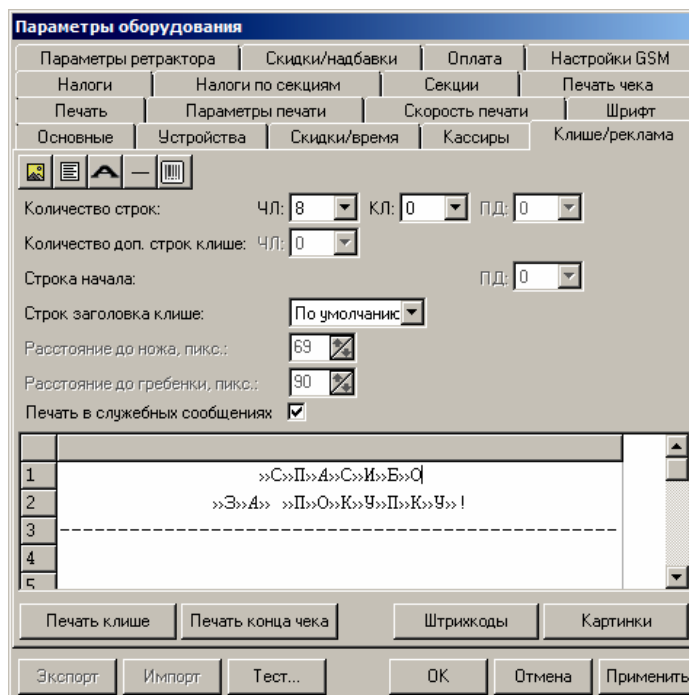 Параметры оборудования
Параметры ретрактора Скидки/надбавки Оплата Настройки GSM
Налоги Налоги по секциям Секции Печать чека
Печать Параметры печати Скорость печати Шрифт
Основные Устройства Скидки/время Кассиры Клише/реклама
Количество строк: ЧЛ: 8 КЛ: 0 ПД: 0
Количество доп. строк клише: ЧЛ: 0
Строка начала: ПД: 0
Строк заголовка клише: По умолчанию
Расстояние до ножа, пикс.: 69
Расстояние до гребенки, пикс.: 90
Печать в служебных сообщениях
1 »С»П»А»С»И»Б»О
2 »З»А» »П»О»К»У»П»К»У»!
3 ------------------------------------------------
4
5
Печать клише Печать конца чека Штрихкоды Картинки
Экспорт Импорт Тест... ОК Отмена Применить